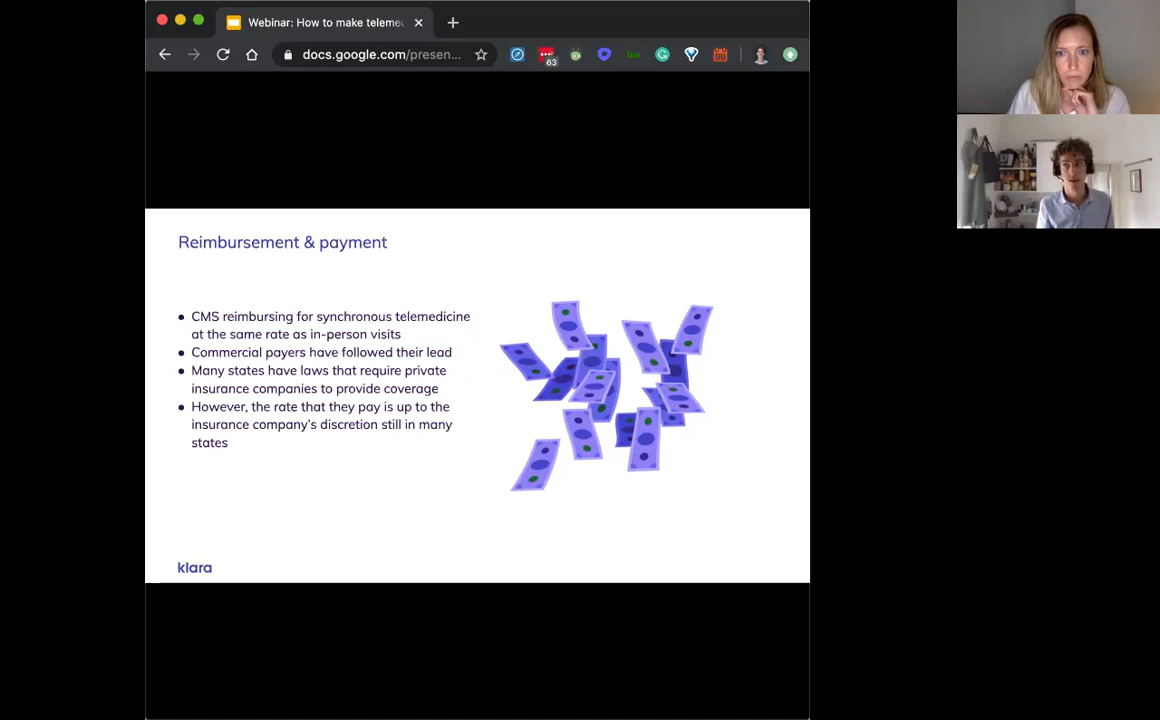 Webinar: How to make teleme
docs.google.com/presen...
63
Reimbursement & payment
• CMS reimbursing for synchronous telemedicine
at the same rate as in-person visits
• Commercial payers have followed their lead
• Many states have laws that require private
insurance companies to provide coverage
• However, the rate that they pay is up to the
insurance company's discretion still in many
states
klara